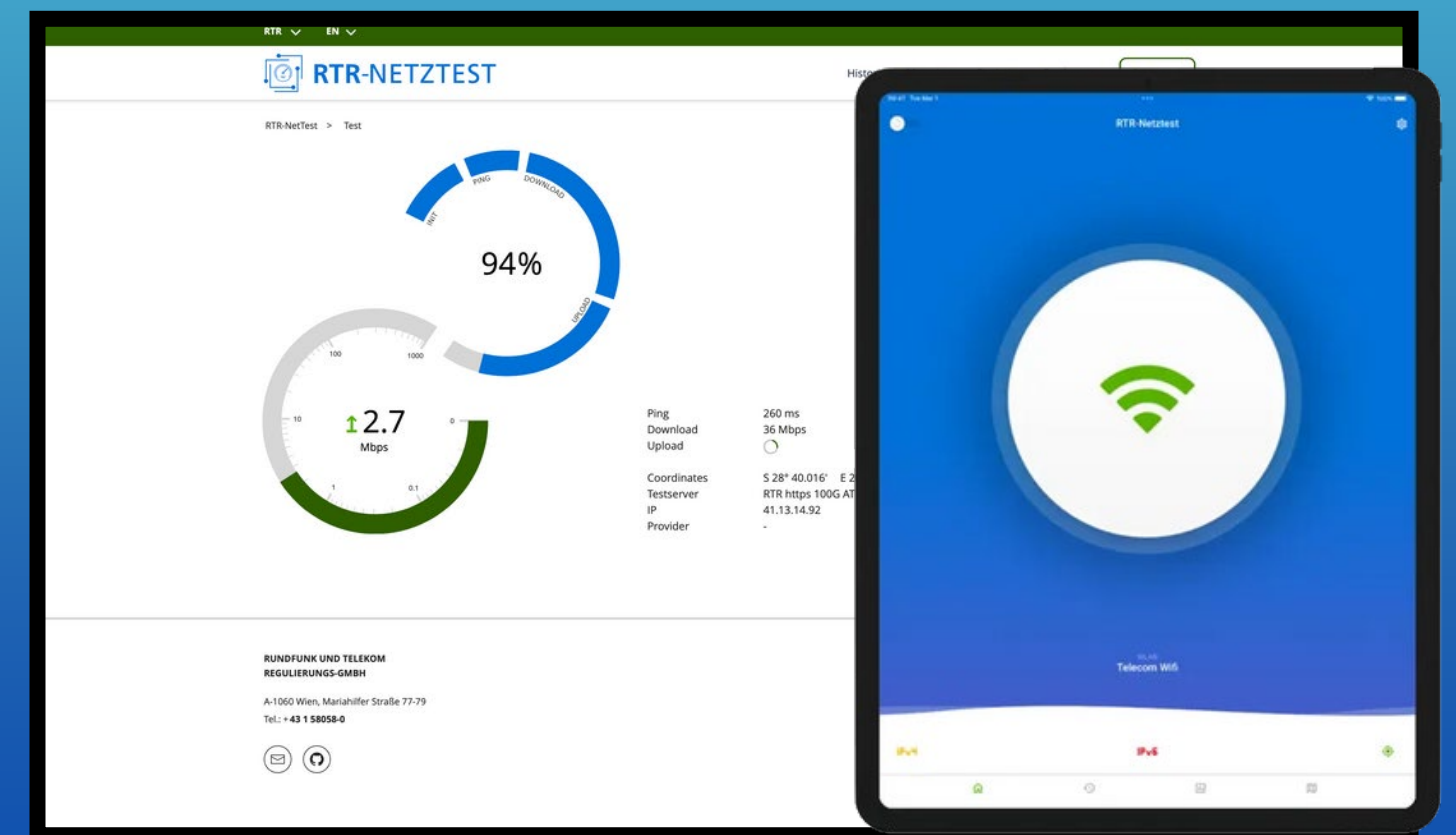 RTR EN
RTR-NETZTEST
RTR-NetTest > Test
INIT
PING
DOWNLOAD
UPLOAD
94%
100
1000
10
0
1
0.1
↥2.7
Mbps
Ping 260 ms
Download 36 Mbps
Upload
Coordinates S 28° 40.016' E 2
Testserver RTR https 100G AT
IP 41.13.14.92
Provider -
RUNDFUNK UND TELEKOM
REGULIERUNGS-GMBH
A-1060 Wien, Mariahilfer Straße 77-79
Tel.: +43 1 58058-0
100%
RTR-Netztest
WLAN
Telecom Wifi
IPv4
IPv6